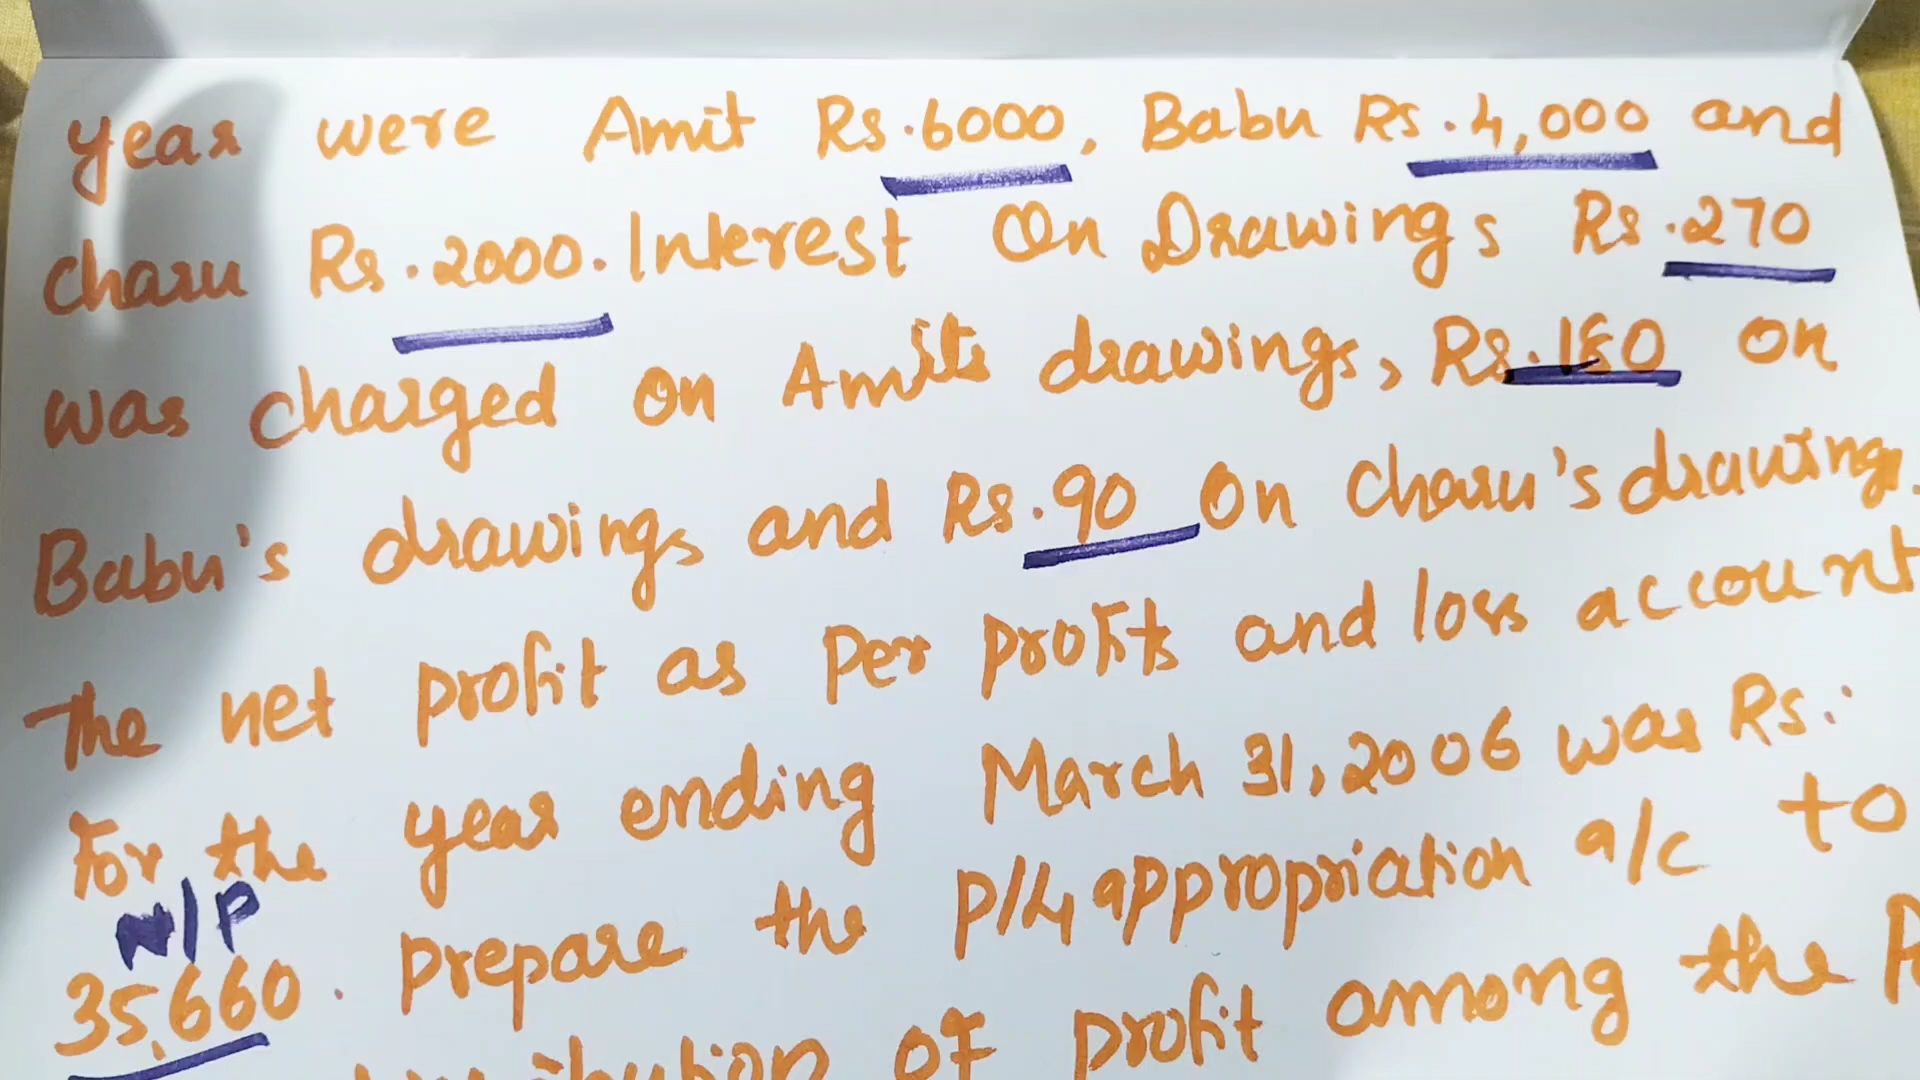 year were Amit Rs.6000, Babu Rs.4,000 and
charu Rs.2000. Interest On Drawings Rs.270
was charged on Amits drawings, Rs.180 on
Babu's drawings and Rs.90 On Charu's drawing
The net profit as per profits and loss account
For the year ending March 31, 2006 was Rs.
N/P
35,660. Prepare the P/L appropriation a/c to
of profit among the